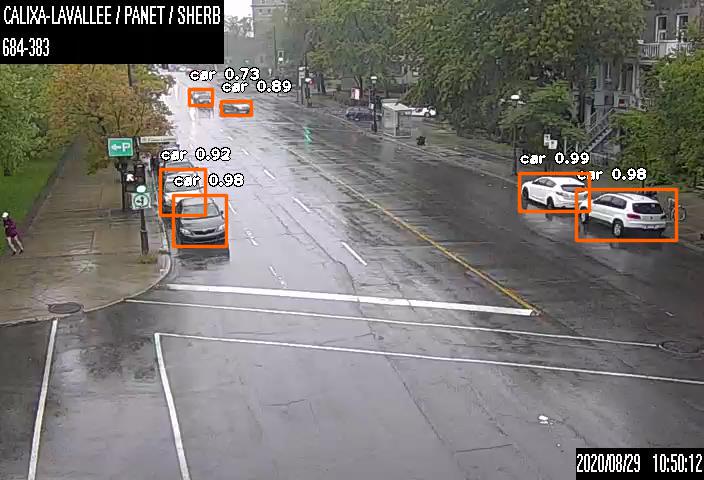 CALIXA-LAVALLEE / PANET / SHERB
684-383
car 0.73
car 0.89
car 0.92
car 0.98
car 0.99
car 0.98
P
2020/08/29 10:50:12